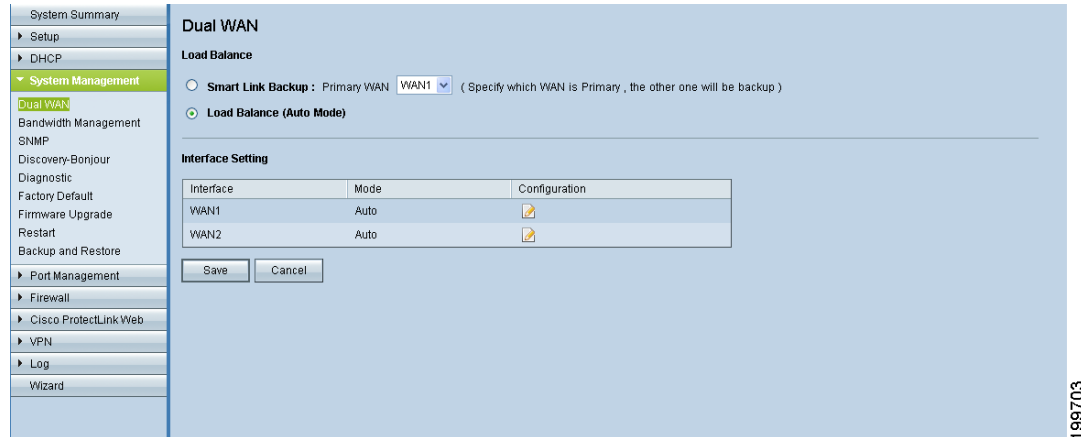 System Summary
Setup
DHCP
System Management
Dual WAN
Bandwidth Management
SNMP
Discovery-Bonjour
Diagnostic
Factory Default
Firmware Upgrade
Restart
Backup and Restore
Port Management
Firewall
Cisco ProtectLink Web
VPN
Log
Wizard
Dual WAN
Load Balance
Smart Link Backup : Primary WAN WAN1 ( Specify which WAN is Primary , the other one will be backup )
Load Balance (Auto Mode)
Interface Setting
Interface Mode Configuration
WAN1 Auto
WAN2 Auto
Save Cancel
199703